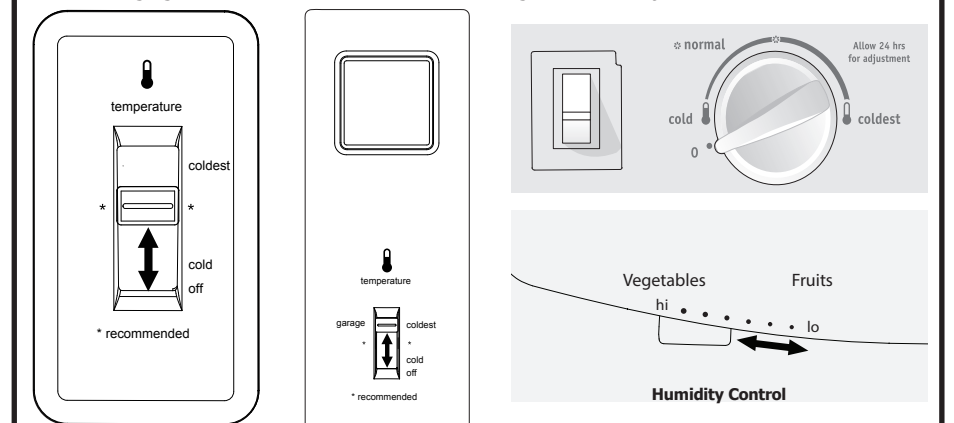 temperature
coldest
* *
cold
off
* recommended
temperature
garage coldest
* *
cold
off
* recommended
normal
Allow 24 hrs
for adjustment
cold coldest
0
Vegetables Fruits
hi lo
Humidity Control